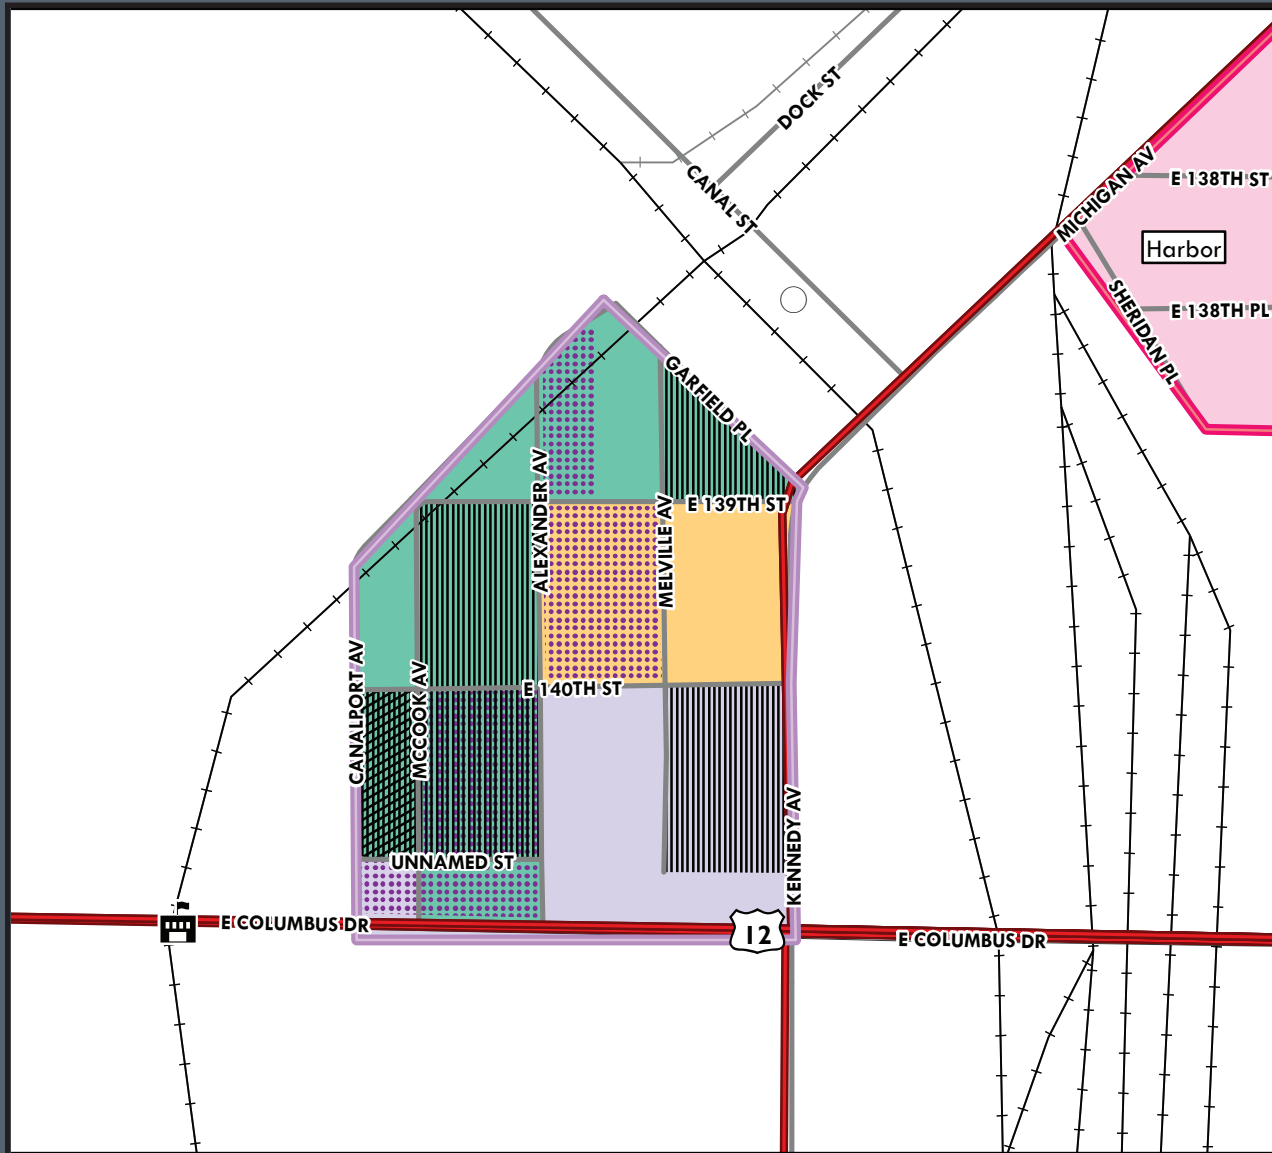 DOCK ST
CANAL ST
MICHIGAN AV
E 138TH ST
Harbor
SHERIDAN PL
E 138TH PL
GARFIELD PL
ALEXANDER AV
MELVILLE AV
E 139TH ST
CANALPORT AV
MCCOOK AV
E 140TH ST
KENNEDY AV
UNNAMED ST
E COLUMBUS DR
12
E COLUMBUS DR